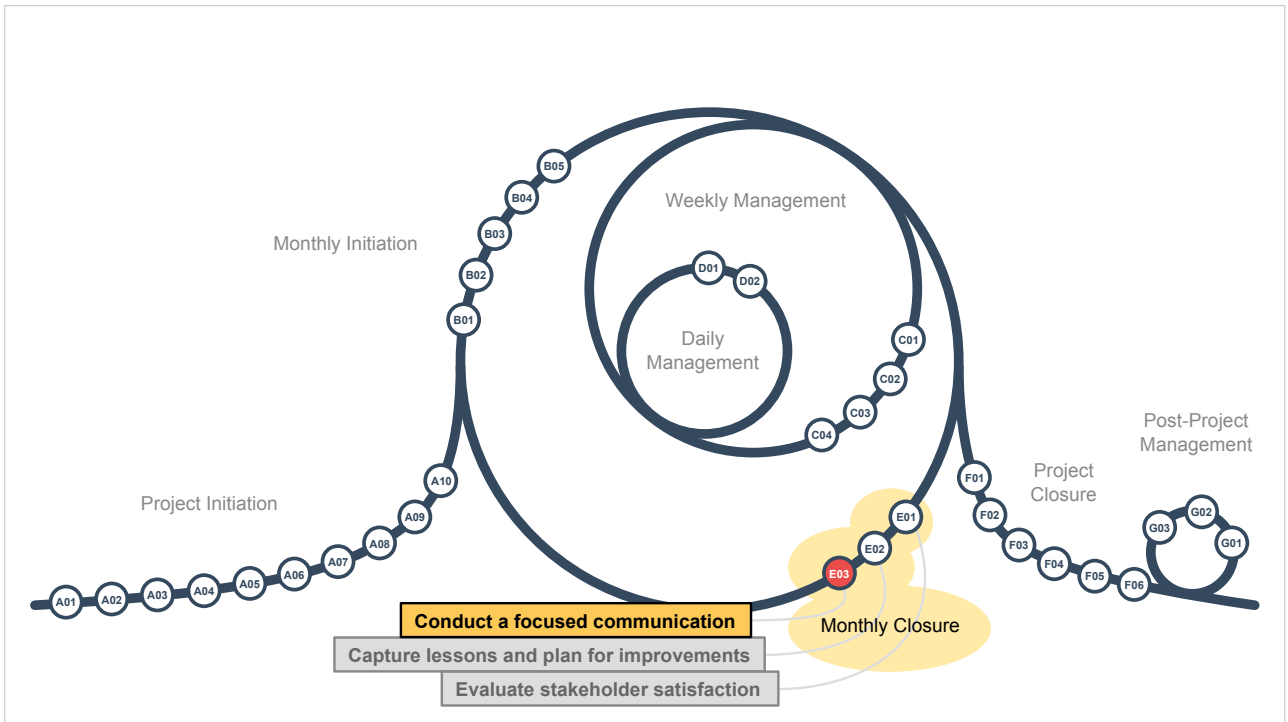 B05
B04
B03
B02
B01
Monthly Initiation
Weekly Management
D01
D02
Daily
Management
C01
C02
C03
C04
Post-Project
Management
Project
Closure
Project Initiation
A01
A02
A03
A04
A05
A06
A07
A08
A09
A10
E01
E02
E03
F01
F02
F03
F04
F05
F06
G03
G02
G01
Conduct a focused communication
Monthly Closure
Capture lessons and plan for improvements
Evaluate stakeholder satisfaction